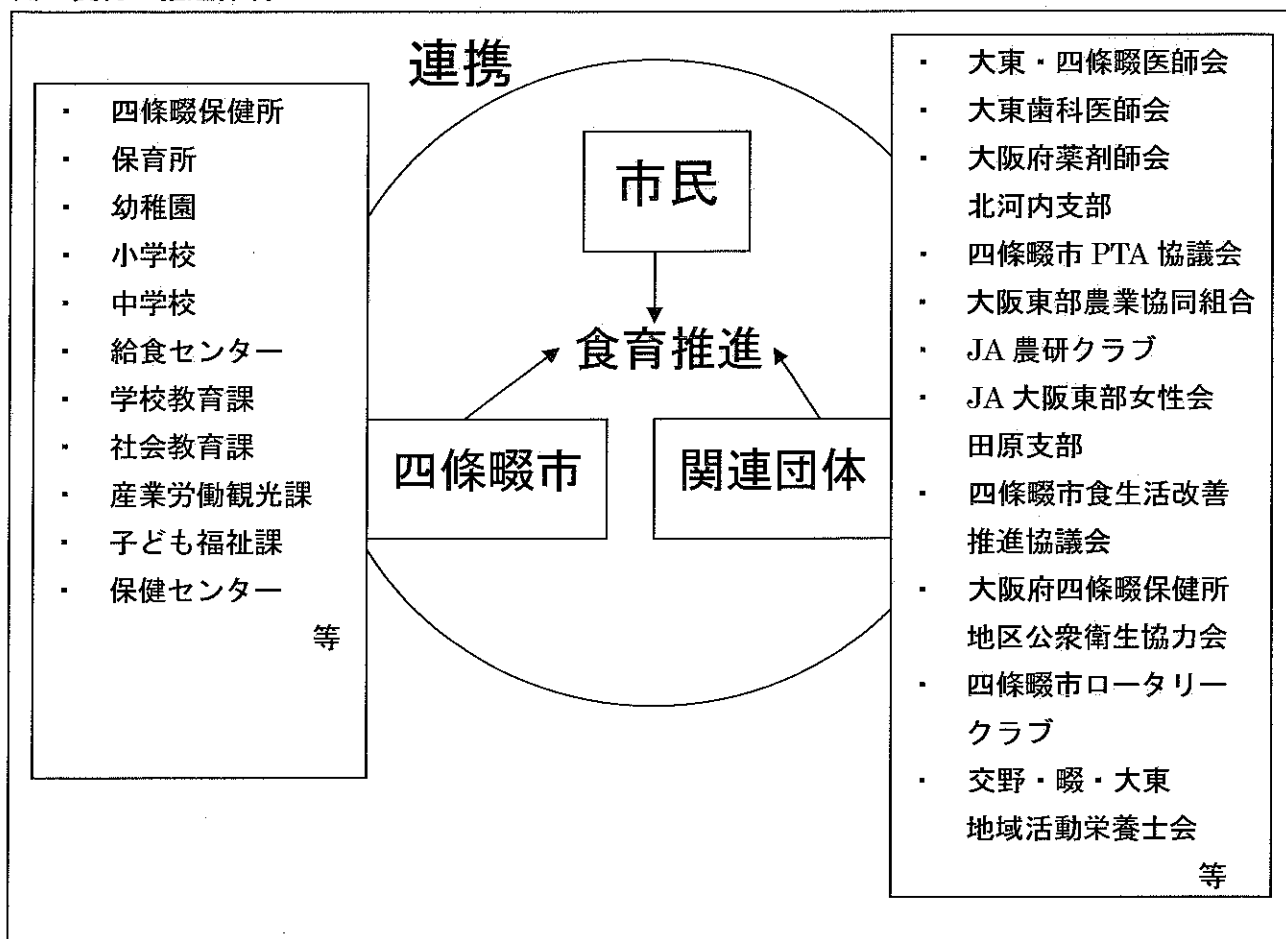 連携
・ 四條畷保健所
・ 保育所
・ 幼稚園
・ 小学校
・ 中学校
・ 給食センター
・ 学校教育課
・ 社会教育課
・ 産業労働観光課
・ 子ども福祉課
・ 保健センター
等
市民
食育推進
四條畷市
関連団体
・ 大東・四條畷医師会
・ 大東歯科医師会
・ 大阪府薬剤師会
北河内支部
・ 四條畷市 PTA 協議会
・ 大阪東部農業協同組合
・ JA 農研クラブ
・ JA 大阪東部女性会
田原支部
・ 四條畷市食生活改善
推進協議会
・ 大阪府四條畷保健所
地区公衆衛生協力会
・ 四條畷市ロータリー
クラブ
・ 交野・畷・大東
地域活動栄養士会
等